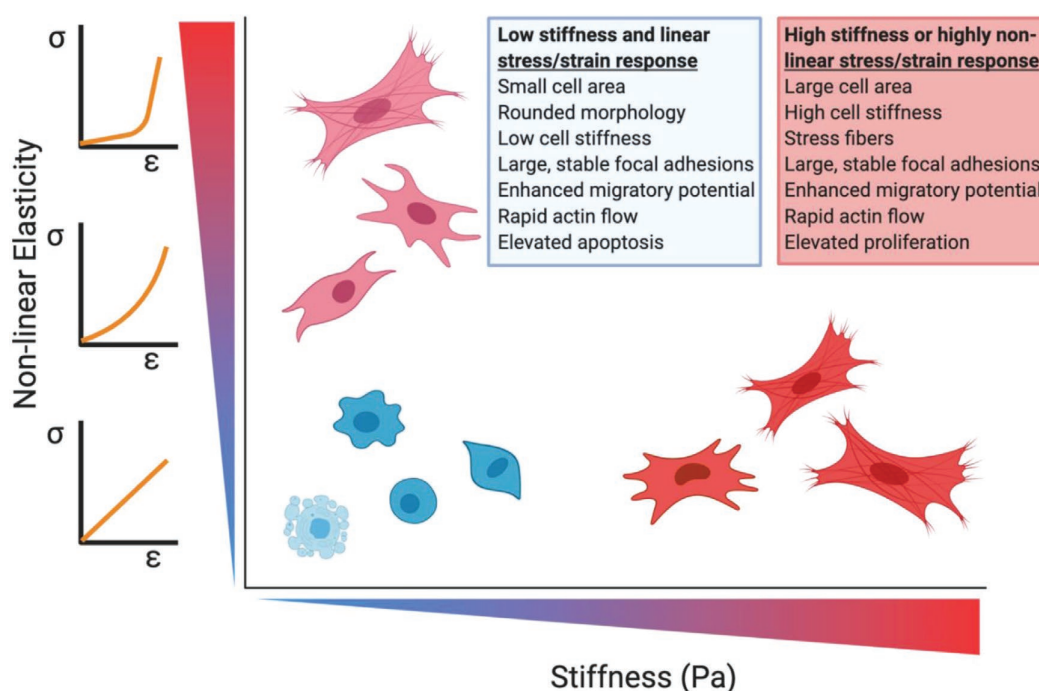 σ
ε
σ
ε
σ
ε
Non-linear Elasticity
Low stiffness and linear
stress/strain response
Small cell area
Rounded morphology
Low cell stiffness
Large, stable focal adhesions
Enhanced migratory potential
Rapid actin flow
Elevated apoptosis
High stiffness or highly non-
linear stress/strain response
Large cell area
High cell stiffness
Stress fibers
Large, stable focal adhesions
Enhanced migratory potential
Rapid actin flow
Elevated proliferation
Stiffness (Pa)